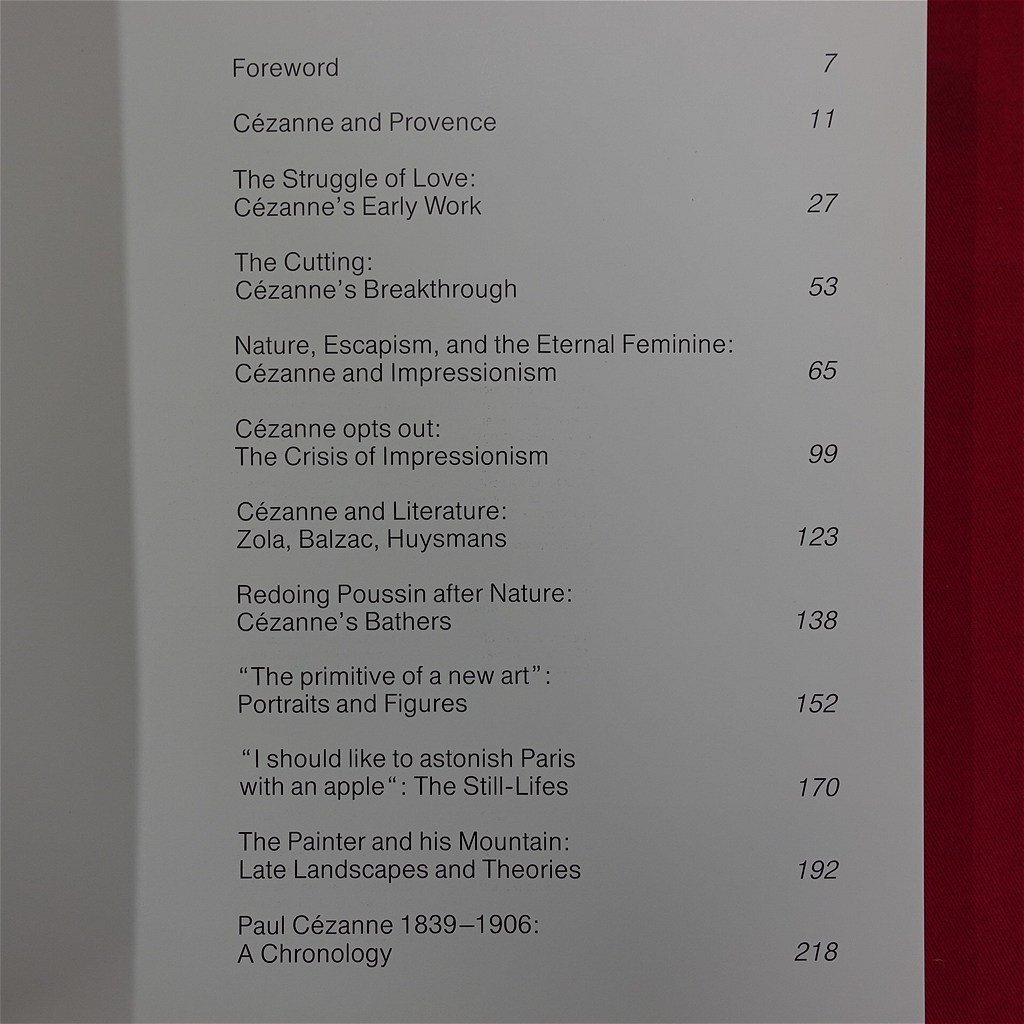 Foreword 7
Cézanne and Provence 11
The Struggle of Love:
Cézanne’s Early Work 27
The Cutting:
Cézanne’s Breakthrough 53
Nature, Escapism, and the Eternal Feminine:
Cézanne and Impressionism 65
Cézanne opts out:
The Crisis of Impressionism 99
Cézanne and Literature:
Zola, Balzac, Huysmans 123
Redoing Poussin after Nature:
Cézanne’s Bathers 138
“The primitive of a new art”:
Portraits and Figures 152
“I should like to astonish Paris
with an apple“: The Still-Lifes 170
The Painter and his Mountain:
Late Landscapes and Theories 192
Paul Cézanne 1839–1906:
A Chronology 218